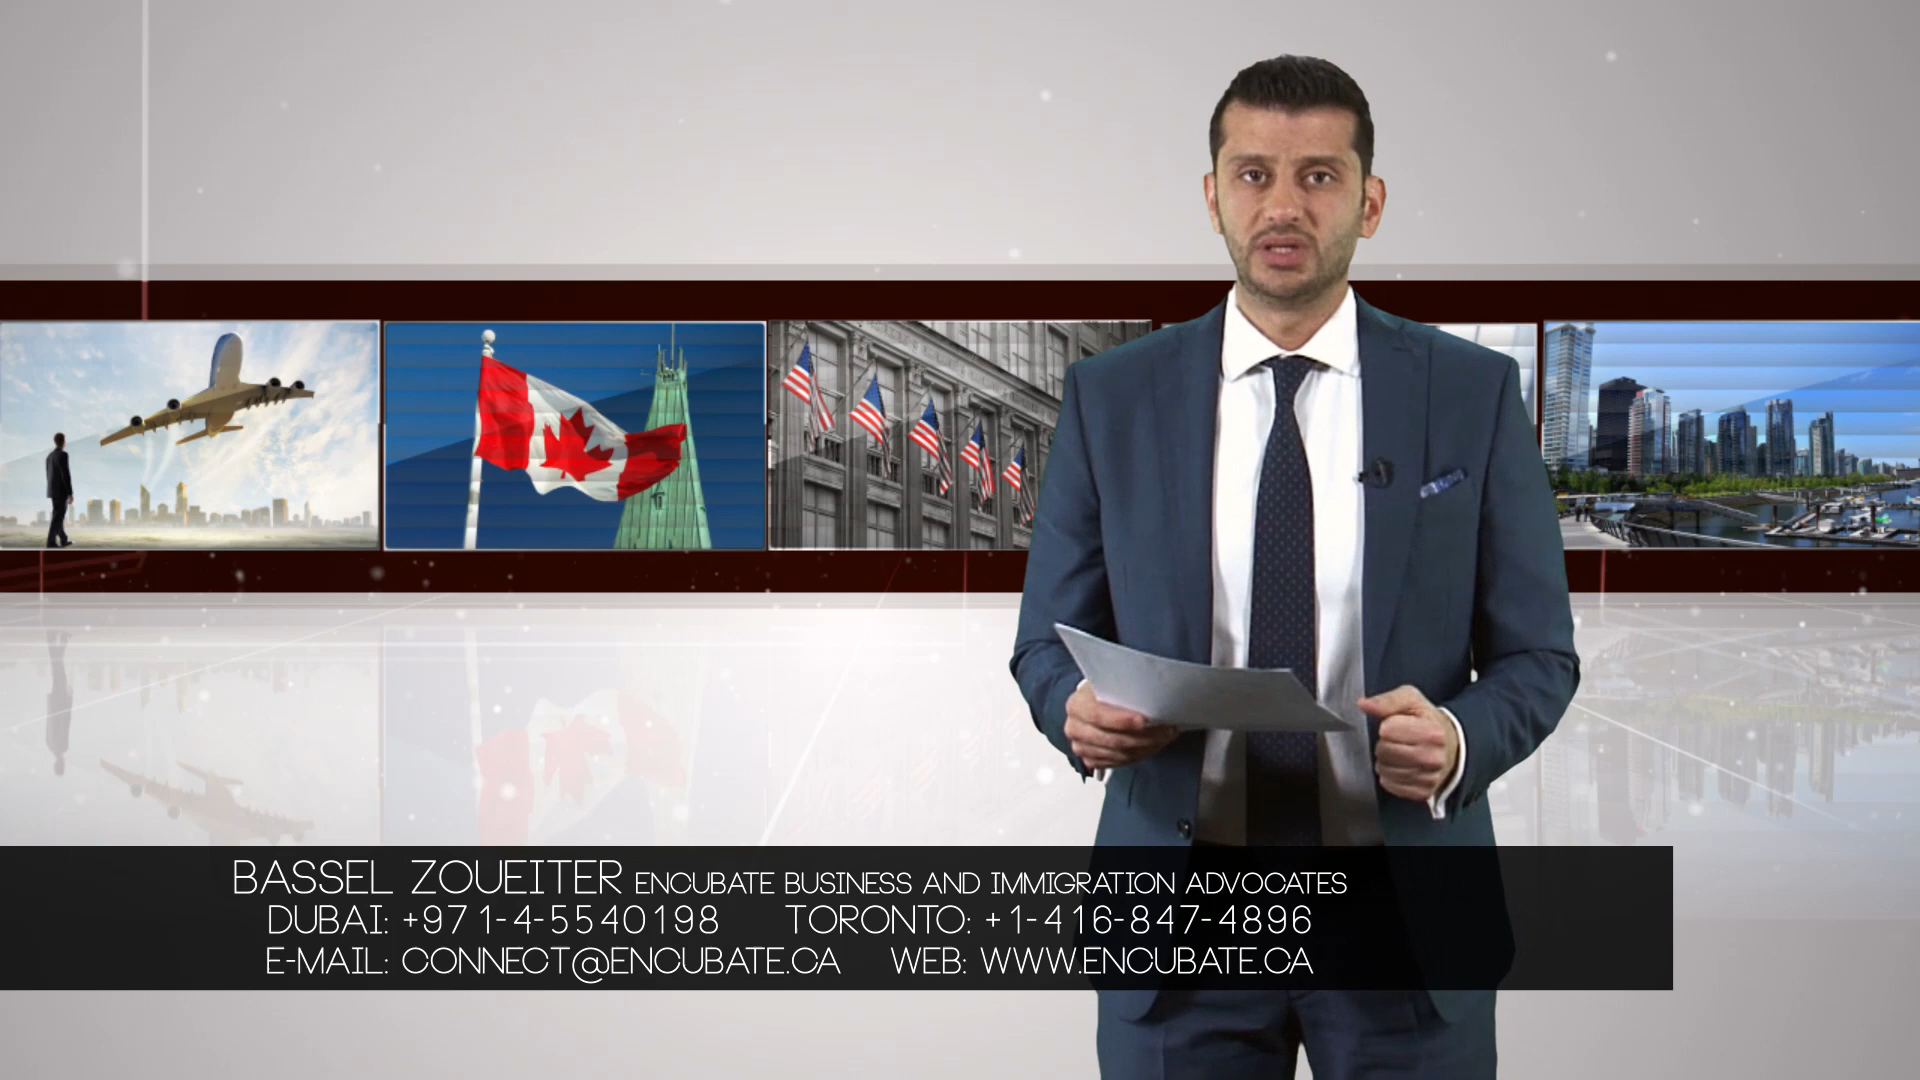 BASSEL ZOUEITER ENCUBATE BUSINESS AND IMMIGRATION ADVOCATES
DUBAI: +971-4-5540198 TORONTO: +1-416-847-4896
E-MAIL: CONNECT@ENCUBATE.CA WEB: WWW.ENCUBATE.CA